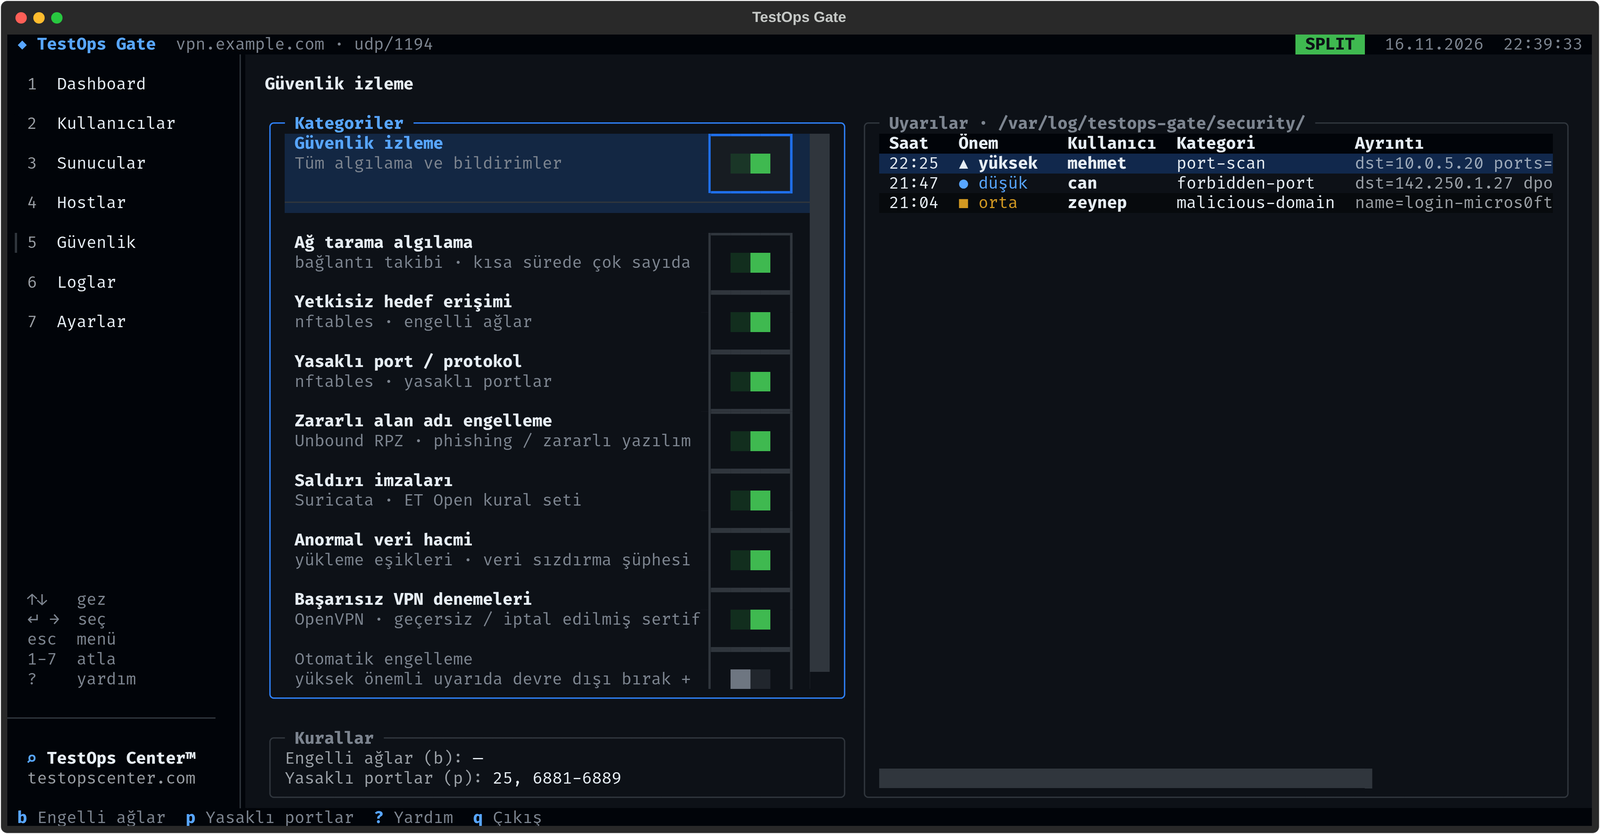 TestOps Gate
◆ TestOps Gate vpn.example.com · udp/1194 SPLIT 16.11.2026 22:39:33
1 Dashboard
2 Kullanıcılar
3 Sunucular
4 Hostlar
5 Güvenlik
6 Loglar
7 Ayarlar
↑↓ gez
↵ → seç
esc menü
1-7 atla
? yardım
⌕ TestOps Center™
testopscenter.com
Güvenlik izleme
Kategoriler
Güvenlik izleme
Tüm algılama ve bildirimler
Ağ tarama algılama
bağlantı takibi · kısa sürede çok sayıda
Yetkisiz hedef erişimi
nftables · engelli ağlar
Yasaklı port / protokol
nftables · yasaklı portlar
Zararlı alan adı engelleme
Unbound RPZ · phishing / zararlı yazılım
Saldırı imzaları
Suricata · ET Open kural seti
Anormal veri hacmi
yükleme eşikleri · veri sızdırma şüphesi
Başarısız VPN denemeleri
OpenVPN · geçersiz / iptal edilmiş sertif
Otomatik engelleme
yüksek önemli uyarıda devre dışı bırak +
Kurallar
Engelli ağlar (b): —
Yasaklı portlar (p): 25, 6881-6889
Uyarılar · /var/log/testops-gate/security/
Saat Önem Kullanıcı Kategori Ayrıntı
22:25 ▲ yüksek mehmet port-scan dst=10.0.5.20 ports=
21:47 ● düşük can forbidden-port dst=142.250.1.27 dpo
21:04 ■ orta zeynep malicious-domain name=login-micros0ft
b Engelli ağlar p Yasaklı portlar ? Yardım q Çıkış